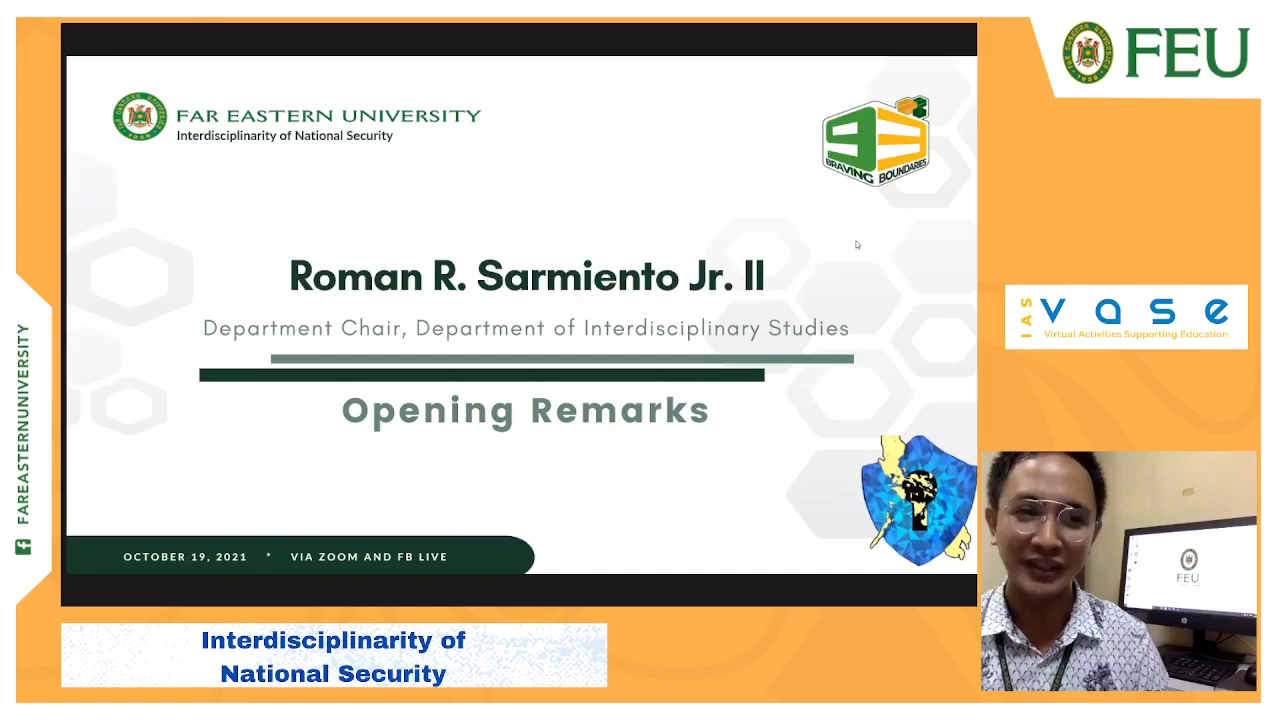 FEU
FAR EASTERN UNIVERSITY
Interdisciplinarity of National Security
BRAVING BOUNDARIES
Roman R. Sarmiento Jr. II
Department Chair, Department of Interdisciplinary Studies
Opening Remarks
OCTOBER 19, 2021 * VIA ZOOM AND FB LIVE
FAREASTERNUNIVERSITY
IAS
vase
Virtual Activities Supporting Education
FEU
Interdisciplinarity of
National Security